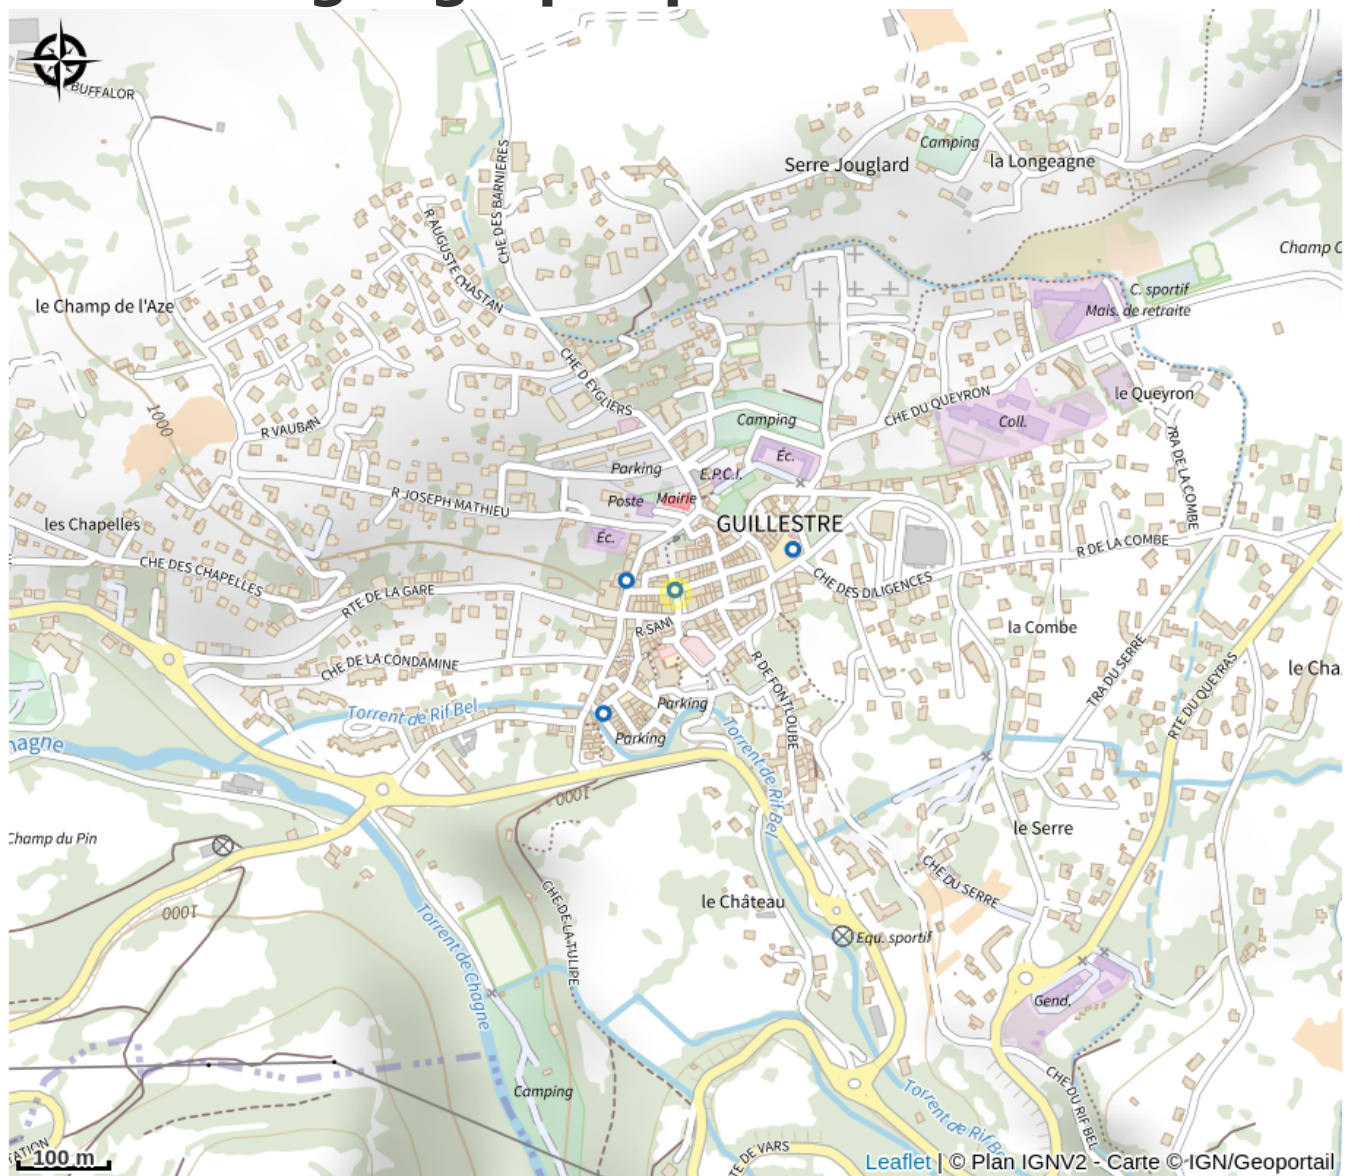 BUFFALOR
CHE DES BARNIERES
Camping
Serre Jouglard
la Longeagne
R AUGUSTE CHASTAN
Champ C
le Champ de l'Aze
C. sportif
Mais. de retraite
CHE D EYGLIERS
le Queyron
CHE DU QUEYRON
1000
R VAUBAN
Camping
Coll.
TRA DE LA COMBE
Éc.
Parking
E.P.C.I.
R JOSEPH MATHIEU
Poste
Mairie
GUILLESTRE
les Chapelles
Éc.
R DE LA COMBE
CHE DES CHAPELLES
CHE DES DILIGENCES
RTE DE LA GARE
R SANI
la Combe
CHE DE LA CONDAMINE
R DE FONTLOUBE
TRA DU SERRE
RTE DU QUEYRAS
le Cha
Torrent de Rif Bel
Parking
Parking
Torrent de Rif Bel
hagne
1000
Champ du Pin
le Serre
CHE DU SERRE
CHE DE LA TULIPE
le Château
1000
Torrent de Chagne
Equ. sportif
Gend.
Camping
CHE DU RIF BEL
Torrent de Rif Be
TATION
TE DE VARS
100 m
Leaflet | © Plan IGNV2 - Carte © IGN/Geoportail